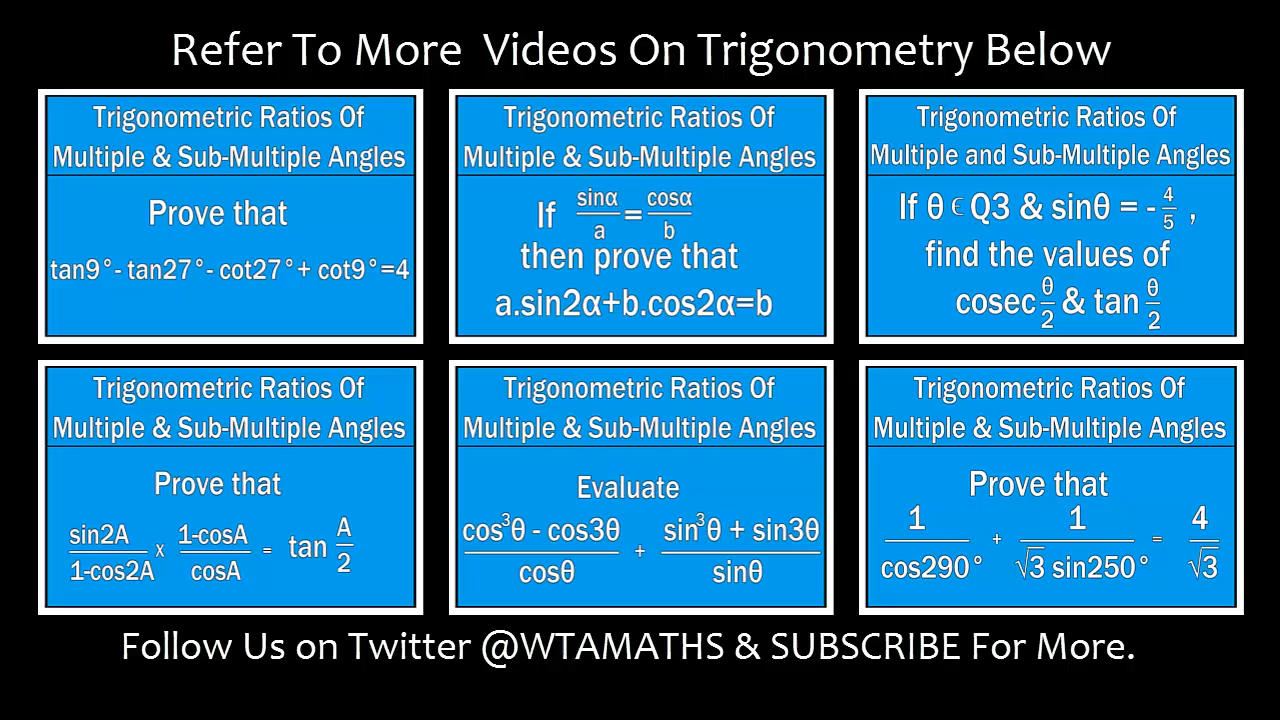 Refer To More Videos On Trigonometry Below
Trigonometric Ratios Of
Multiple & Sub-Multiple Angles
Prove that
tan9°- tan27°- cot27°+ cot9°=4
Trigonometric Ratios Of
Multiple & Sub-Multiple Angles
If sinα/a = cosα/b
then prove that
a.sin2α+b.cos2α=b
Trigonometric Ratios Of
Multiple and Sub-Multiple Angles
If θ ∈ Q3 & sinθ = - 4/5 ,
find the values of
cosec θ/2 & tan θ/2
Trigonometric Ratios Of
Multiple & Sub-Multiple Angles
Prove that
sin2A/1-cos2A x 1-cosA/cosA = tan A/2
Trigonometric Ratios Of
Multiple & Sub-Multiple Angles
Evaluate
cos³θ - cos3θ/cosθ + sin³θ + sin3θ/sinθ
Trigonometric Ratios Of
Multiple & Sub-Multiple Angles
Prove that
1/cos290° + 1/√3 sin250° = 4/√3
Follow Us on Twitter @WTAMATHS & SUBSCRIBE For More.